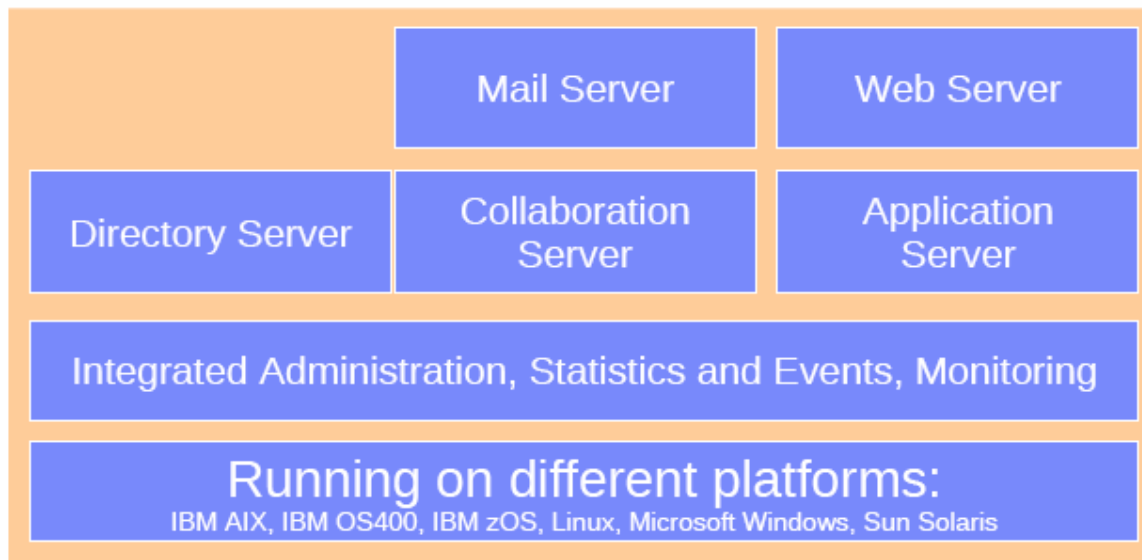 Mail Server
Web Server
Directory Server
Collaboration
Server
Application
Server
Integrated Administration, Statistics and Events, Monitoring
Running on different platforms:
IBM AIX, IBM OS400, IBM zOS, Linux, Microsoft Windows, Sun Solaris